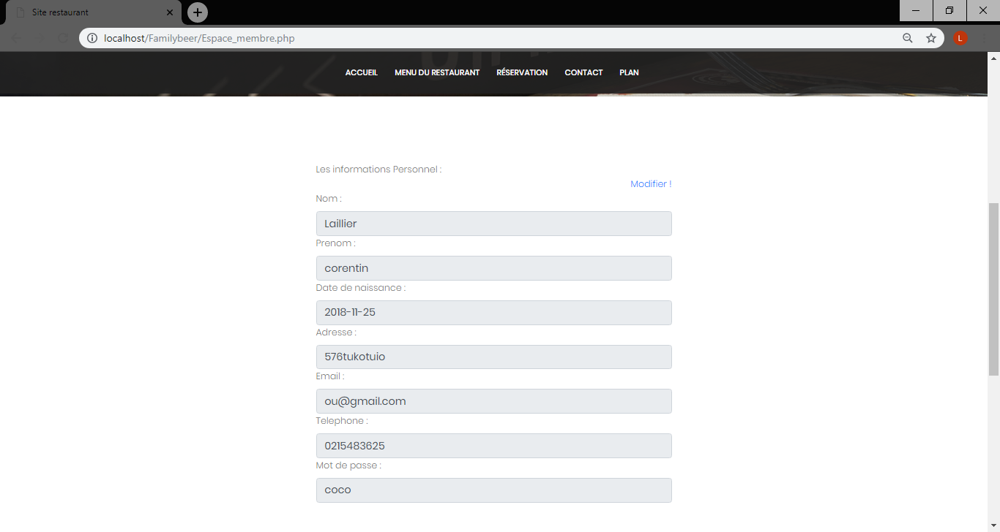 Site restaurant
localhost/Familybeer/Espace_membre.php
L
ACCUEIL MENU DU RESTAURANT RÉSERVATION CONTACT PLAN
Les informations Personnel :
Modifier !
Nom :
Laillier
Prenom :
corentin
Date de naissance :
2018-11-25
Adresse :
576tukotuio
Email :
ou@gmail.com
Telephone :
0215483625
Mot de passe :
coco